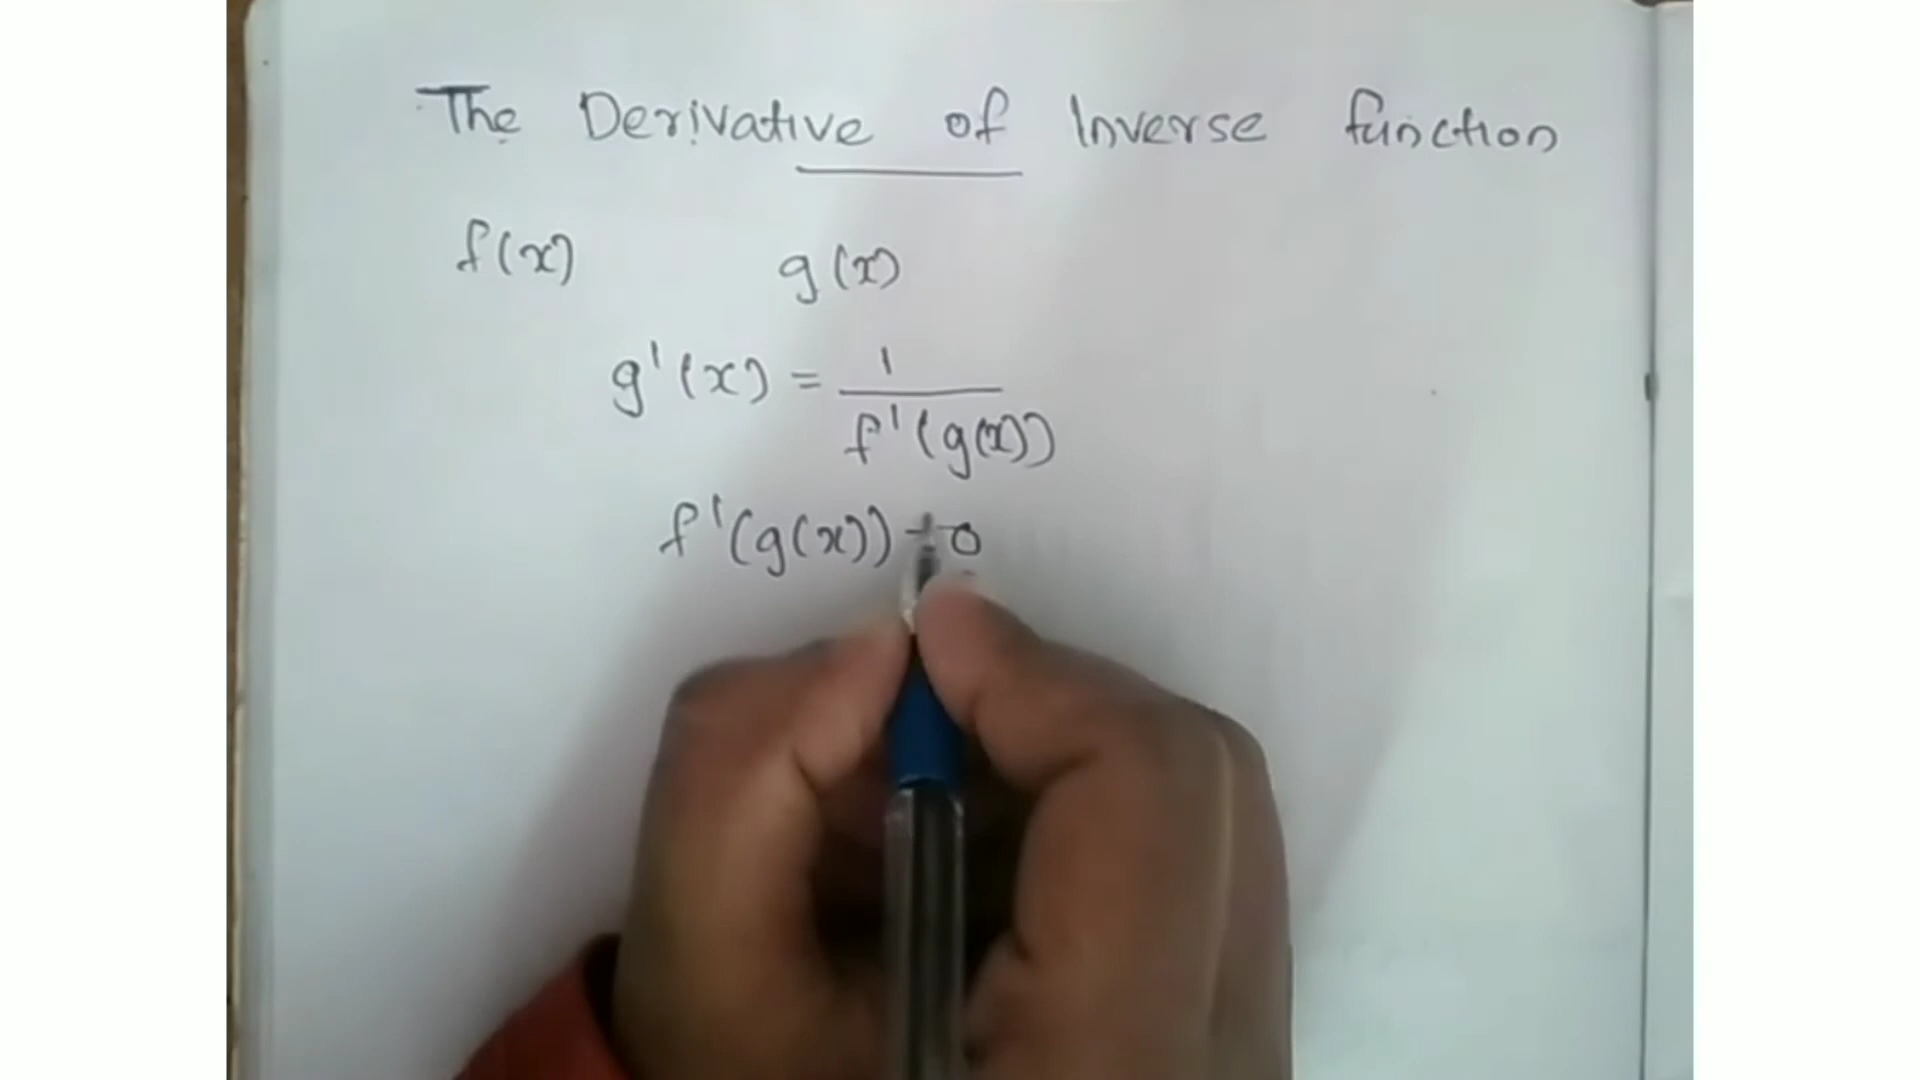 The Derivative of Inverse function
f(x) g(x)
g'(x) = 1 / f'(g(x))
f'(g(x)) 0